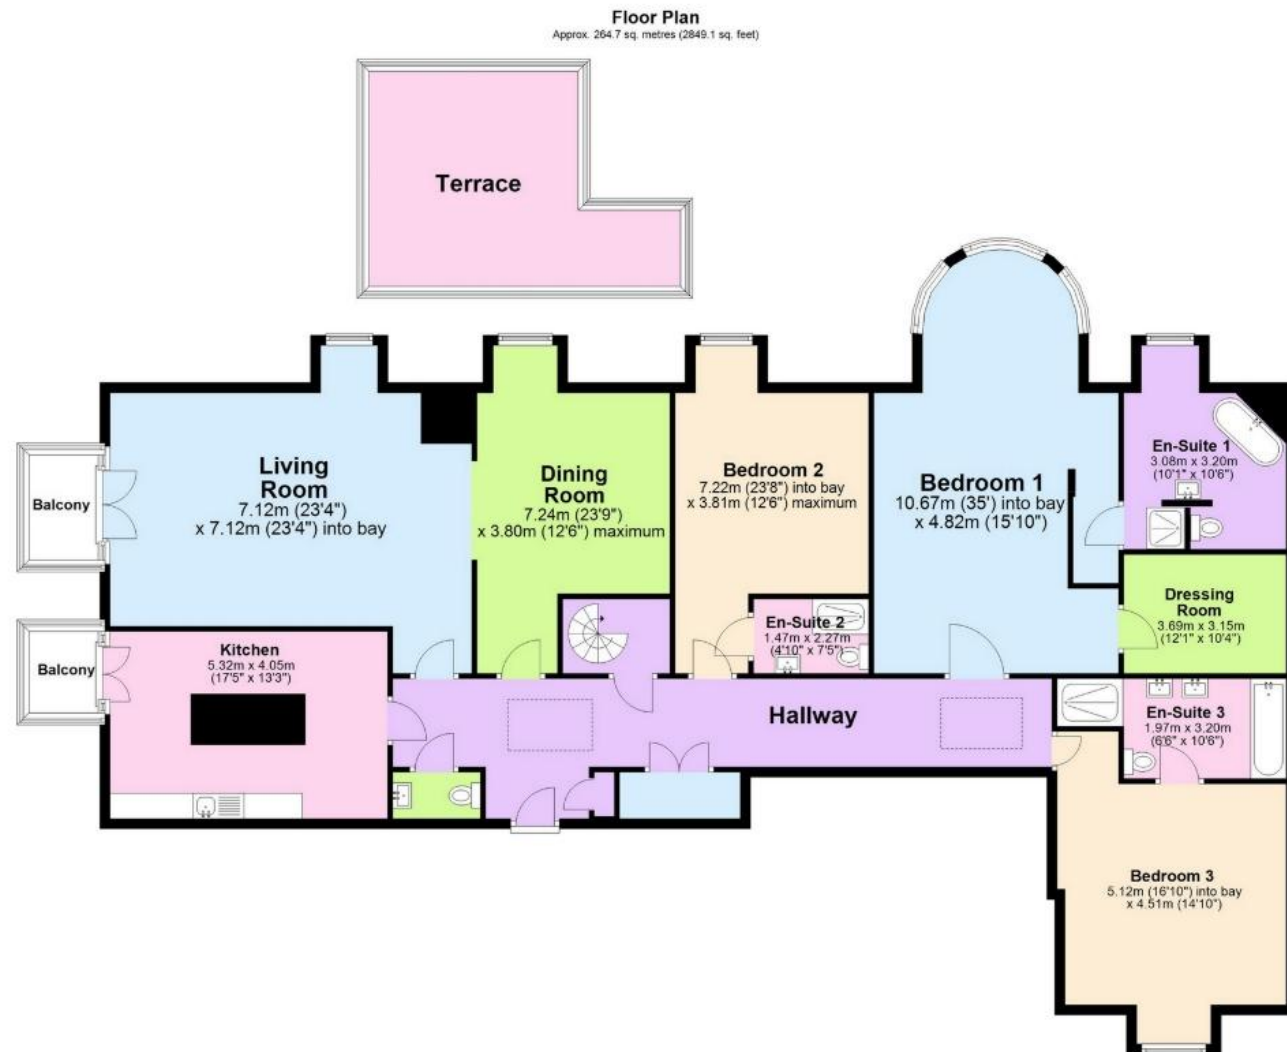 Floor Plan
Approx. 264.7 sq. metres (2849.1 sq. feet)
Terrace
Living
Room
7.12m (23'4")
x 7.12m (23'4") into bay
Balcony
Dining
Room
7.24m (23'9")
x 3.80m (12'6") maximum
Bedroom 2
7.22m (23'8") into bay
x 3.81m (12'6") maximum
Bedroom 1
10.67m (35') into bay
x 4.82m (15'10")
En-Suite 1
3.08m x 3.20m
(10'1" x 10'6")
Dressing
Room
3.69m x 3.15m
(12'1" x 10'4")
En-Suite 2
1.47m x 2.27m
(4'10" x 7'5")
Balcony
Kitchen
5.32m x 4.05m
(17'5" x 13'3")
Hallway
En-Suite 3
1.97m x 3.20m
(6'6" x 10'6")
Bedroom 3
5.12m (16'10") into bay
x 4.51m (14'10")